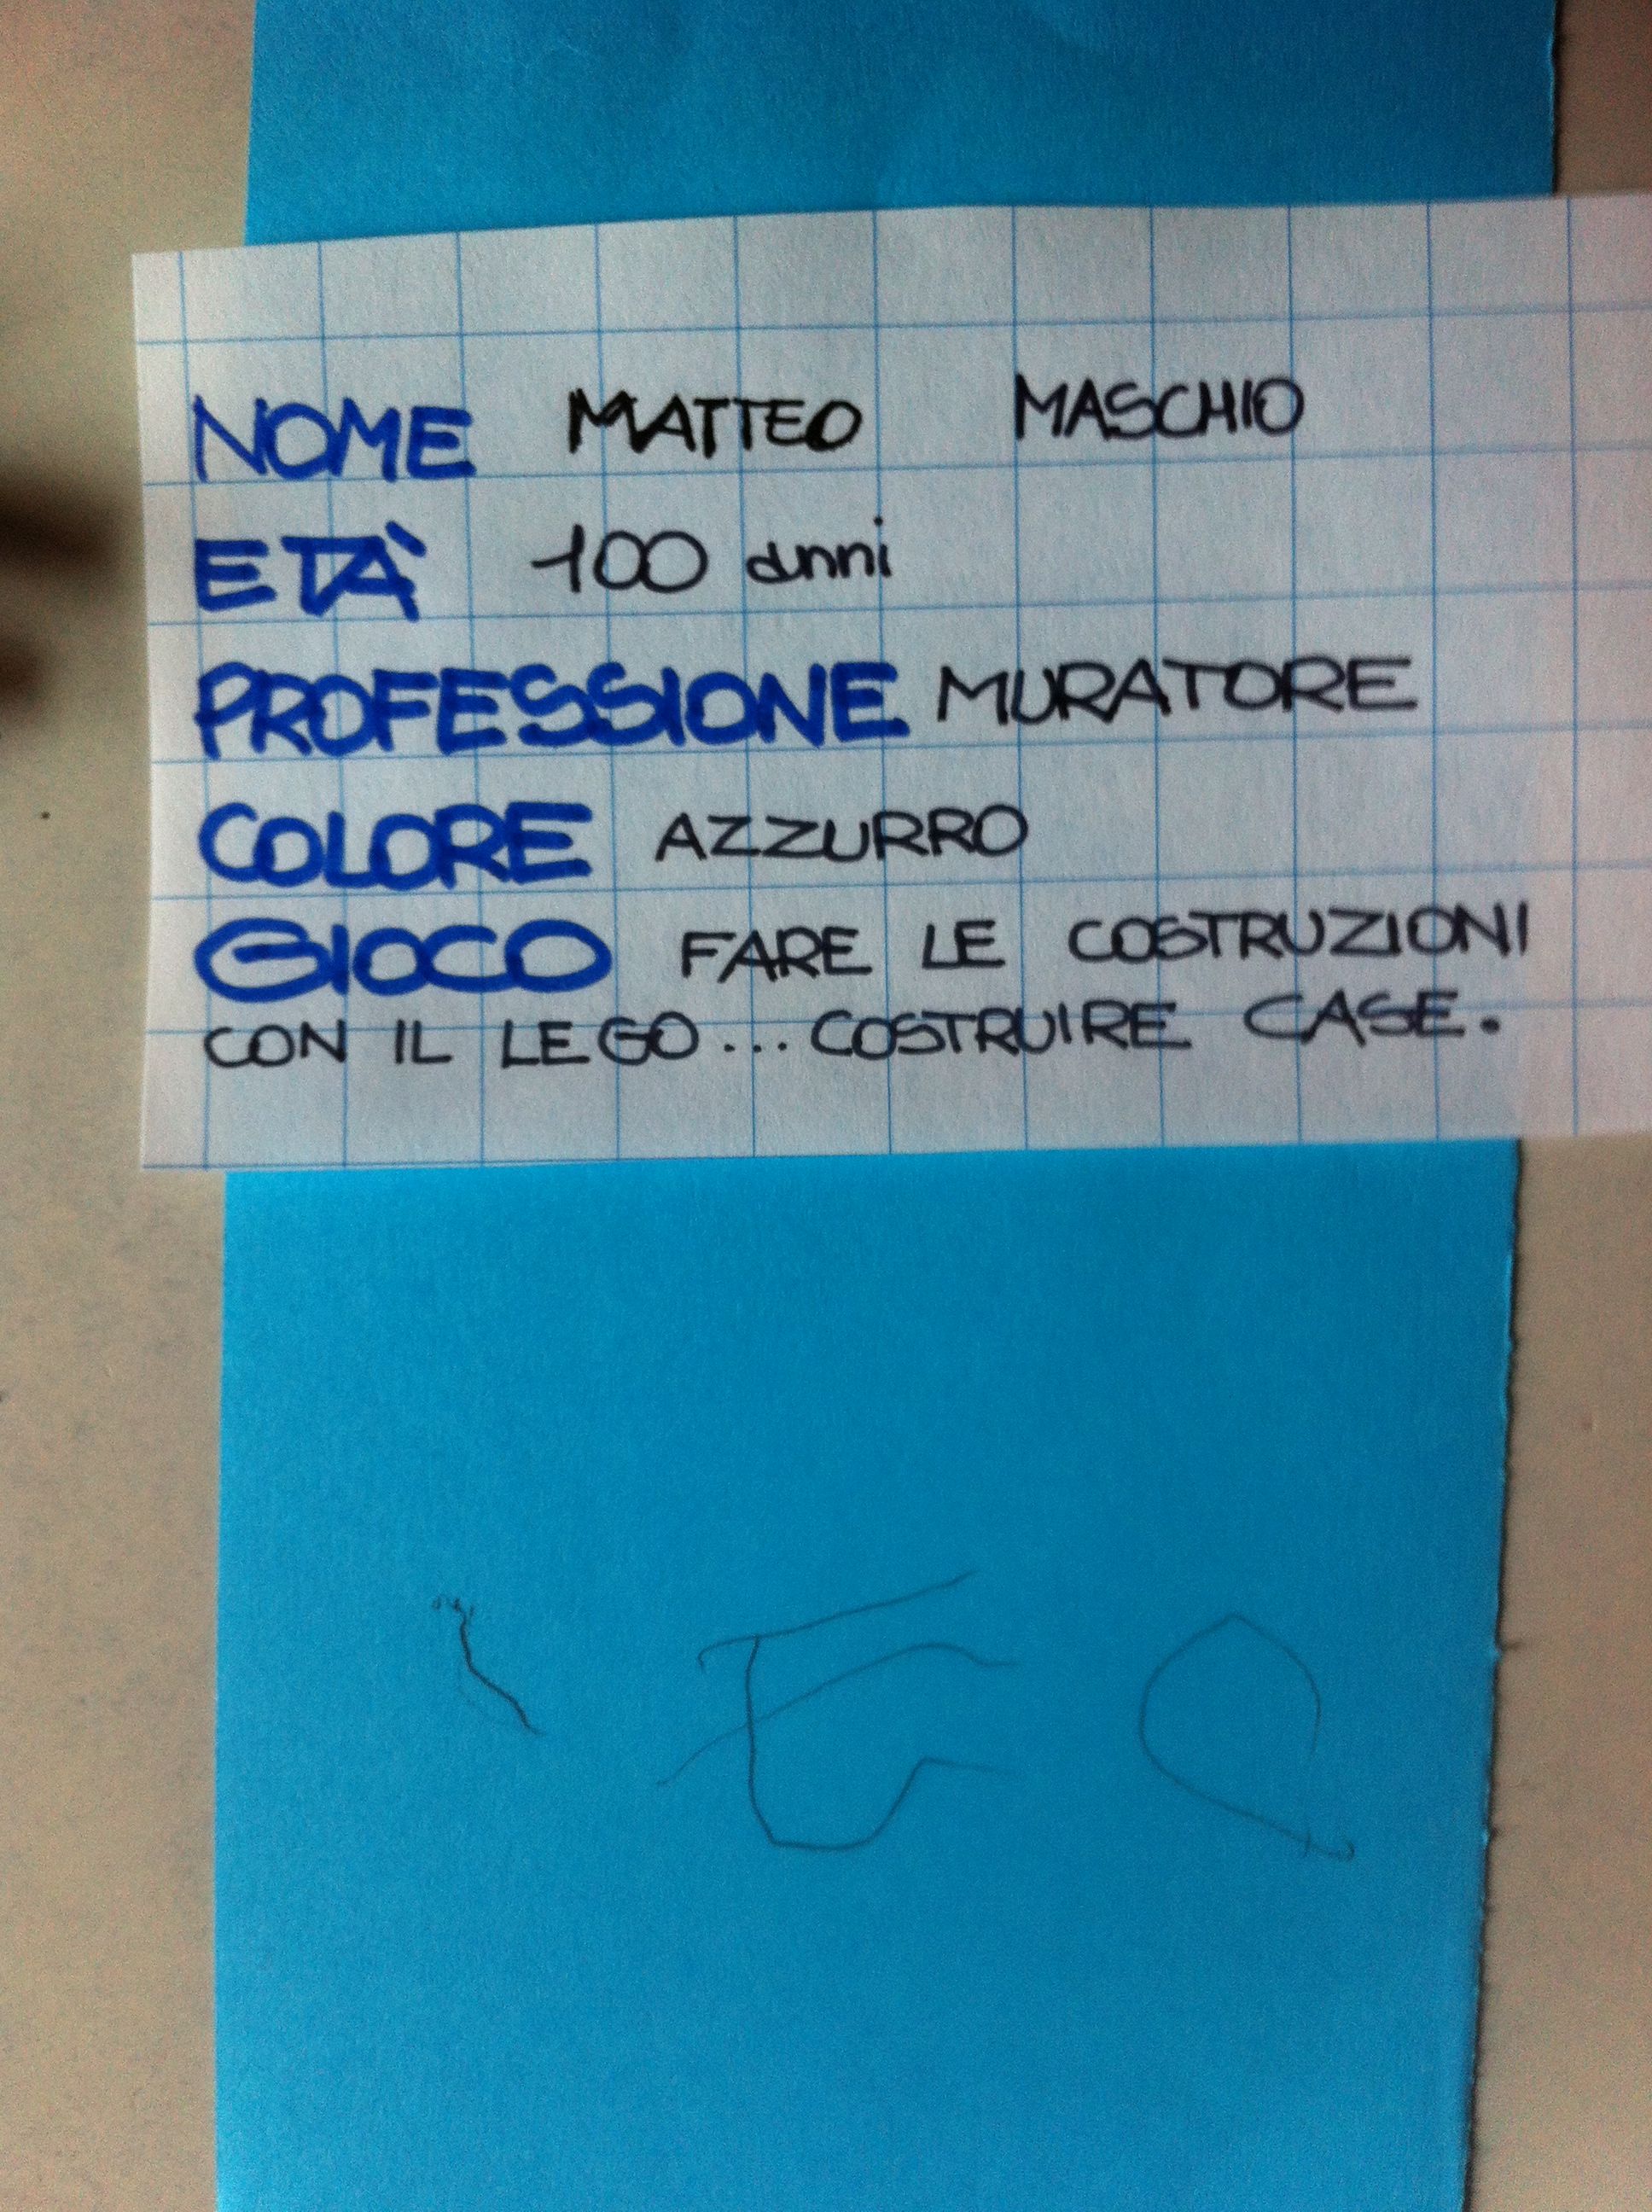 NOME MATTEO MASCHIO
ETÀ 100 anni
PROFESSIONE MURATORE
COLORE AZZURRO
GIOCO FARE LE COSTRUZIONI
CON IL LEGO... COSTRUIRE CASE.